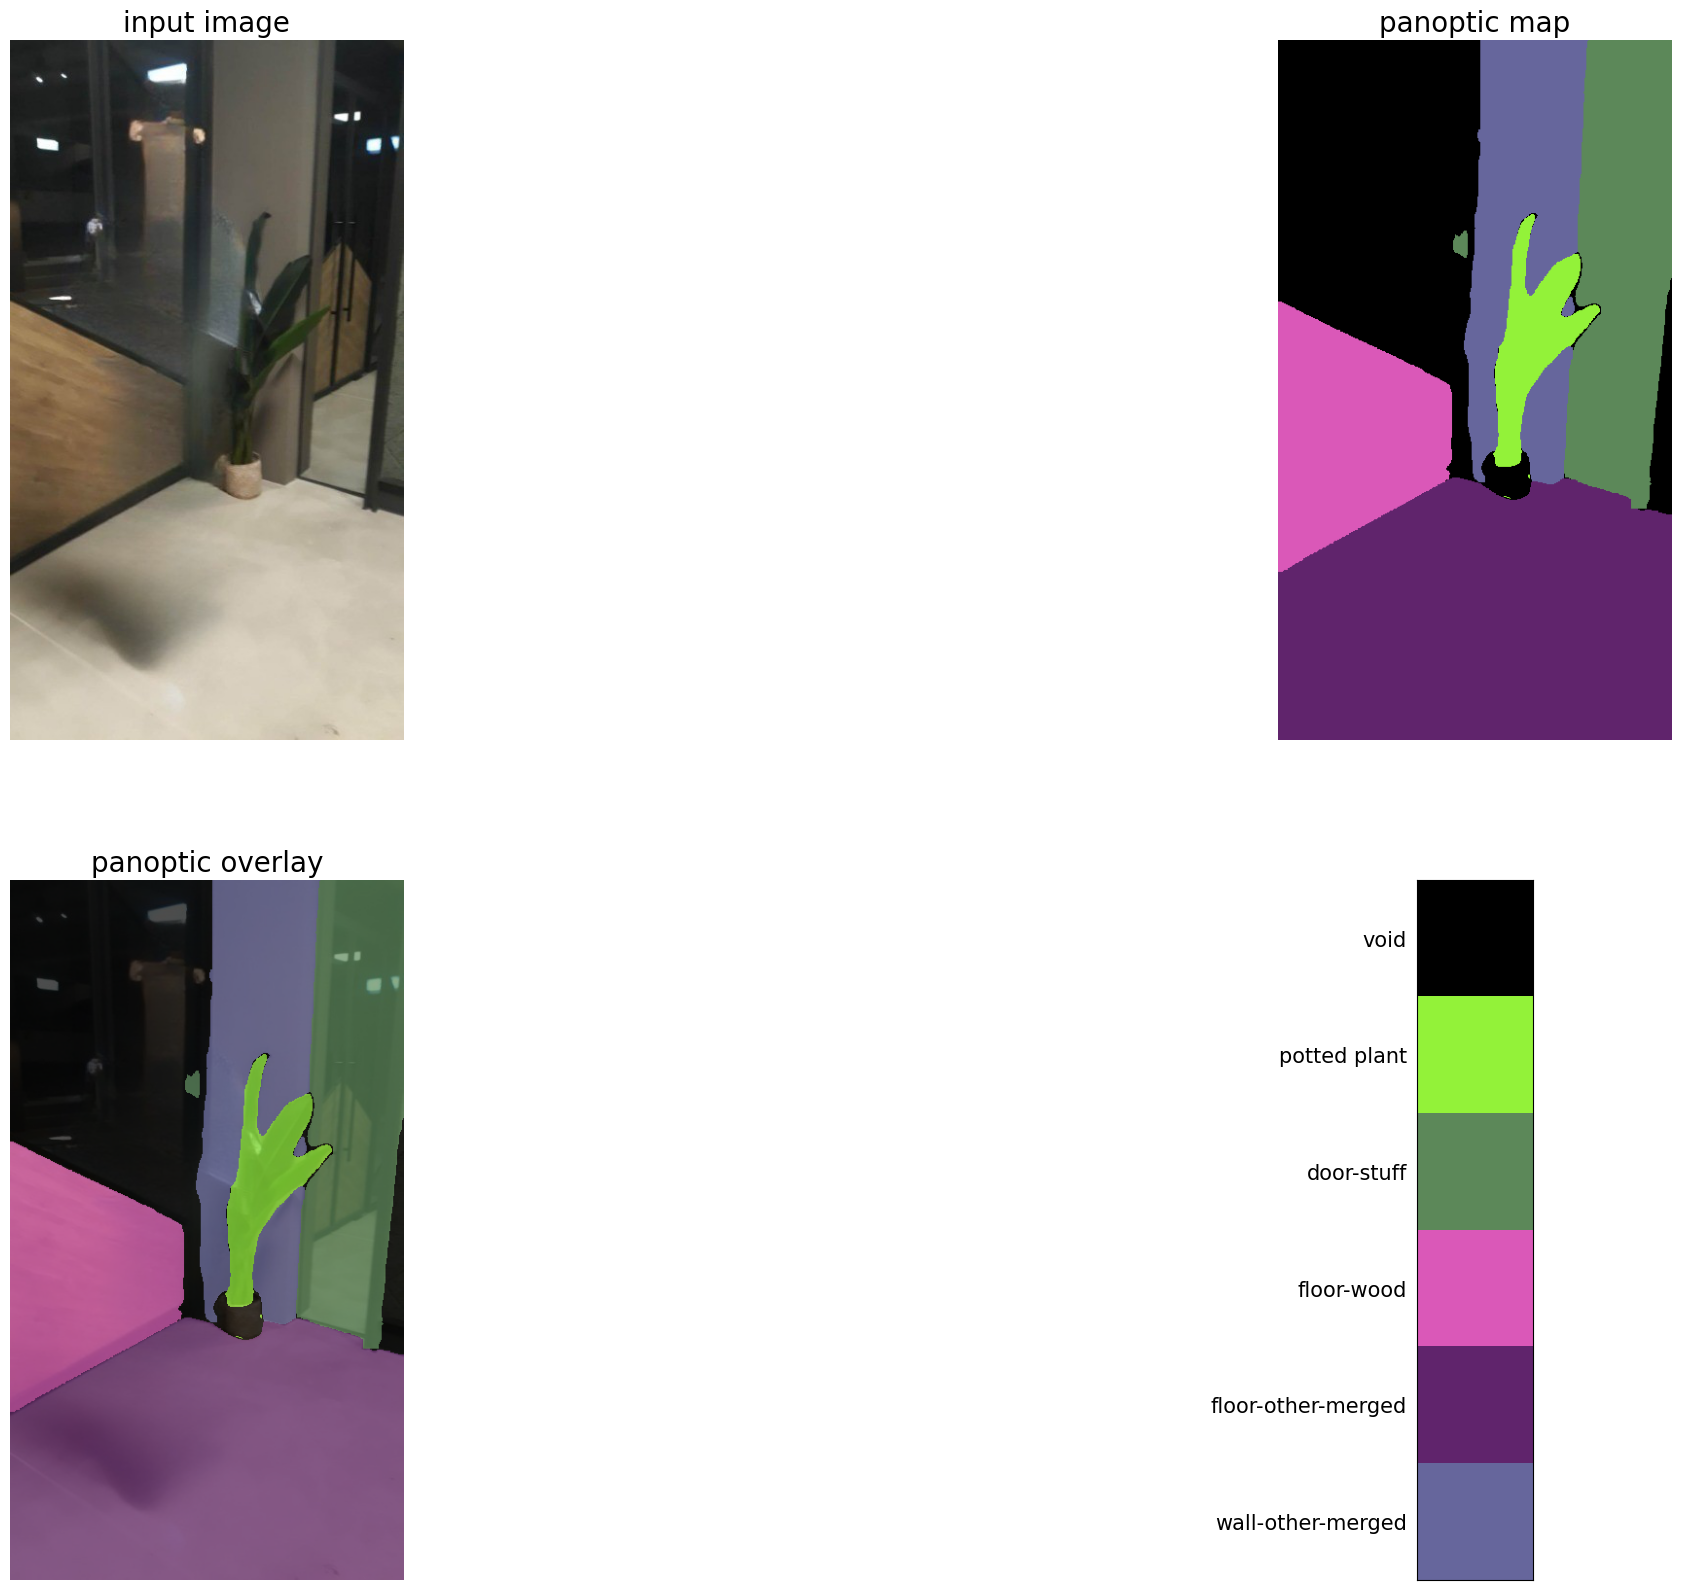 input image
panoptic map
panoptic overlay
void
potted plant
door-stuff
floor-wood
floor-other-merged
wall-other-merged